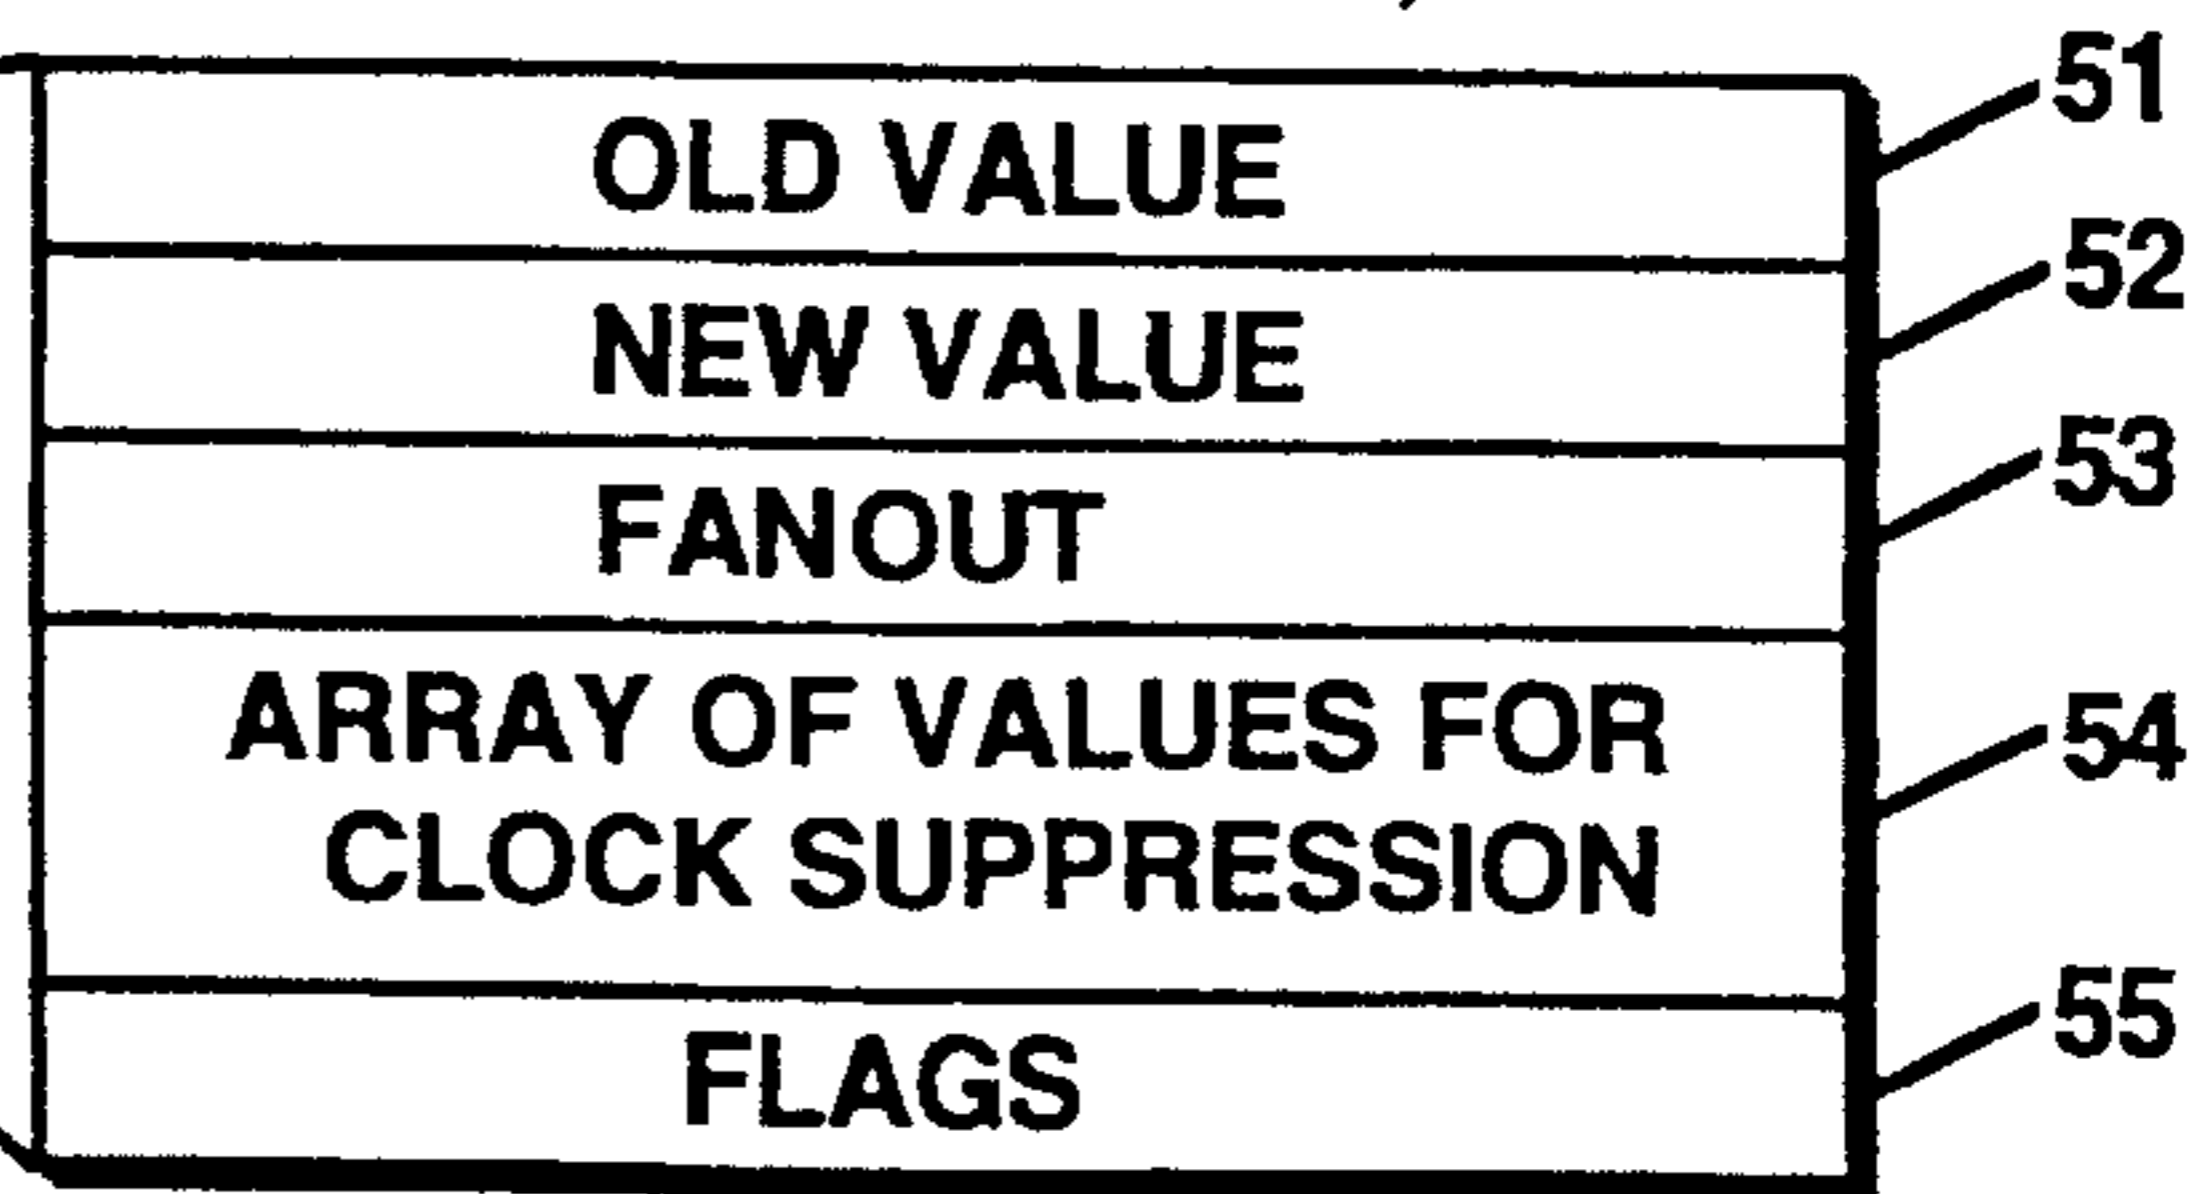 OLD VALUE 51
NEW VALUE 52
FANOUT 53
ARRAY OF VALUES FOR
CLOCK SUPPRESSION 54
FLAGS 55